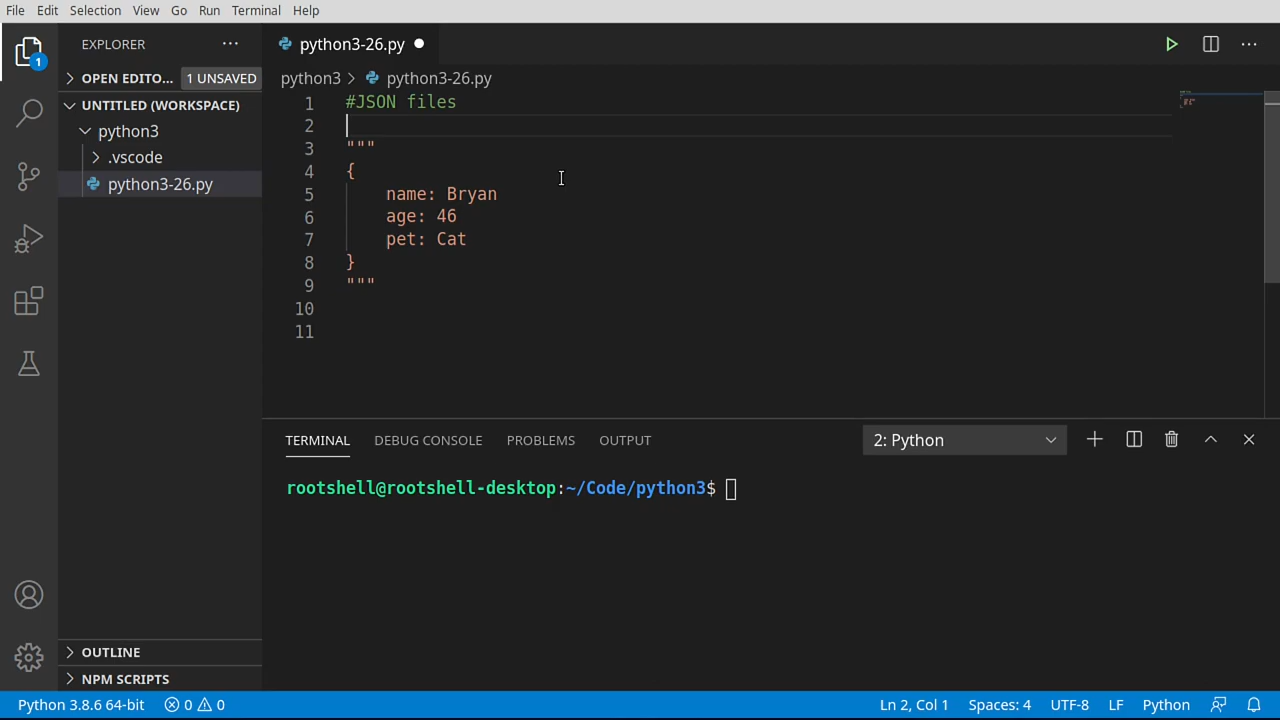 File Edit Selection View Go Run Terminal Help
EXPLORER
OPEN EDITO... 1 UNSAVED
UNTITLED (WORKSPACE)
python3
.vscode
python3-26.py
OUTLINE
NPM SCRIPTS
1
python3-26.py
python3 > python3-26.py
1 #JSON files
2
3 """
4 {
5 name: Bryan
6 age: 46
7 pet: Cat
8 }
9 """
10
11
TERMINAL DEBUG CONSOLE PROBLEMS OUTPUT 2: Python
rootshell@rootshell-desktop:~/Code/python3$
Python 3.8.6 64-bit 0 0 Ln 2, Col 1 Spaces: 4 UTF-8 LF Python